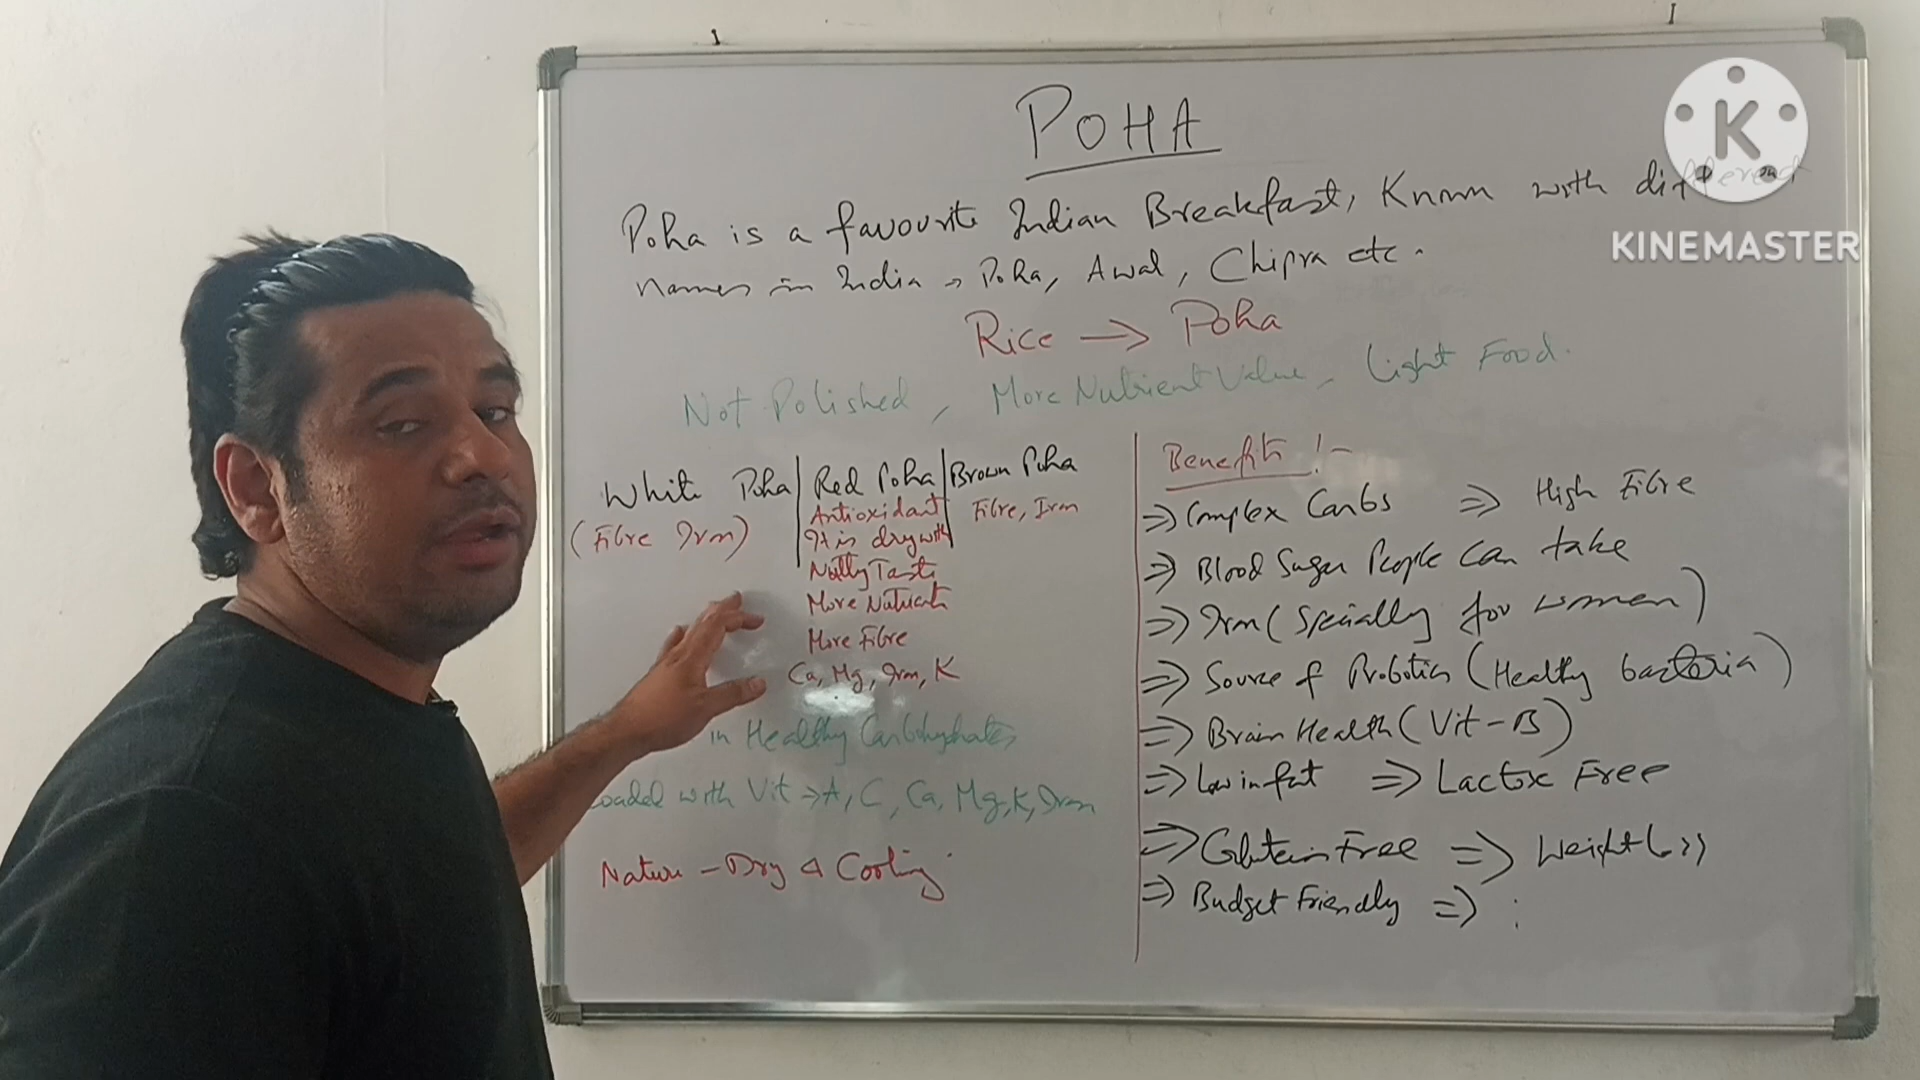 POHA
Poha is a favourite Indian Breakfast, Known with different
names in India → Poha, Awal, Chipra etc.
Rice → Poha
Not Polished, More Nutrient Value, Light Food.
White Poha | Red Poha | Brown Poha
(Fibre Iron)
Antioxidant
It is dry with
Nutty Taste
More Nutrients
More Fibre
Ca, Mg, Iron, K
Fibre, Iron
in Healthy Carbohydrates
Loaded with Vit → A, C, Ca, Mg, K, Iron
Nature - Dry & Cooling
Benefits :-
⇒ Complex Carbs ⇒ High Fibre
⇒ Blood Sugar People Can take
⇒ Iron (Specially for women)
⇒ Source of Probotics (Healthy bacteria)
⇒ Brain Health (Vit-B)
⇒ Low in fat ⇒ Lactose Free
⇒ Glutein Free ⇒ Weight Loss
⇒ Budget Friendly ⇒ :
K
KINEMASTER